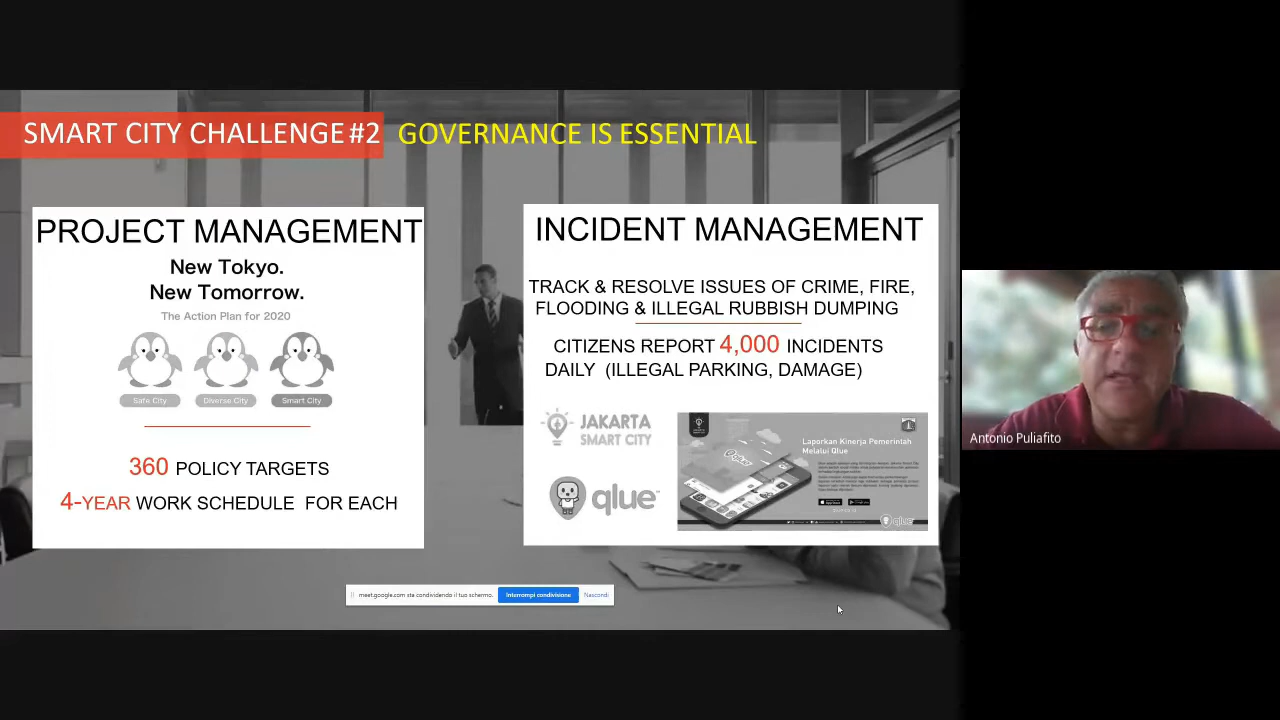 SMART CITY CHALLENGE #2 GOVERNANCE IS ESSENTIAL
PROJECT MANAGEMENT
New Tokyo.
New Tomorrow.
The Action Plan for 2020
Safe City
Diverse City
Smart City
360 POLICY TARGETS
4-YEAR WORK SCHEDULE FOR EACH
INCIDENT MANAGEMENT
TRACK & RESOLVE ISSUES OF CRIME, FIRE,
FLOODING & ILLEGAL RUBBISH DUMPING
CITIZENS REPORT 4,000 INCIDENTS
DAILY (ILLEGAL PARKING, DAMAGE)
JAKARTA
SMART CITY
qlue
Laporkan Kinerja Pemerintah
Melalui Qlue
qlue
meet.google.com sta condividendo il tuo schermo.
Interrompi condivisione
Nascondi
Antonio Puliafito